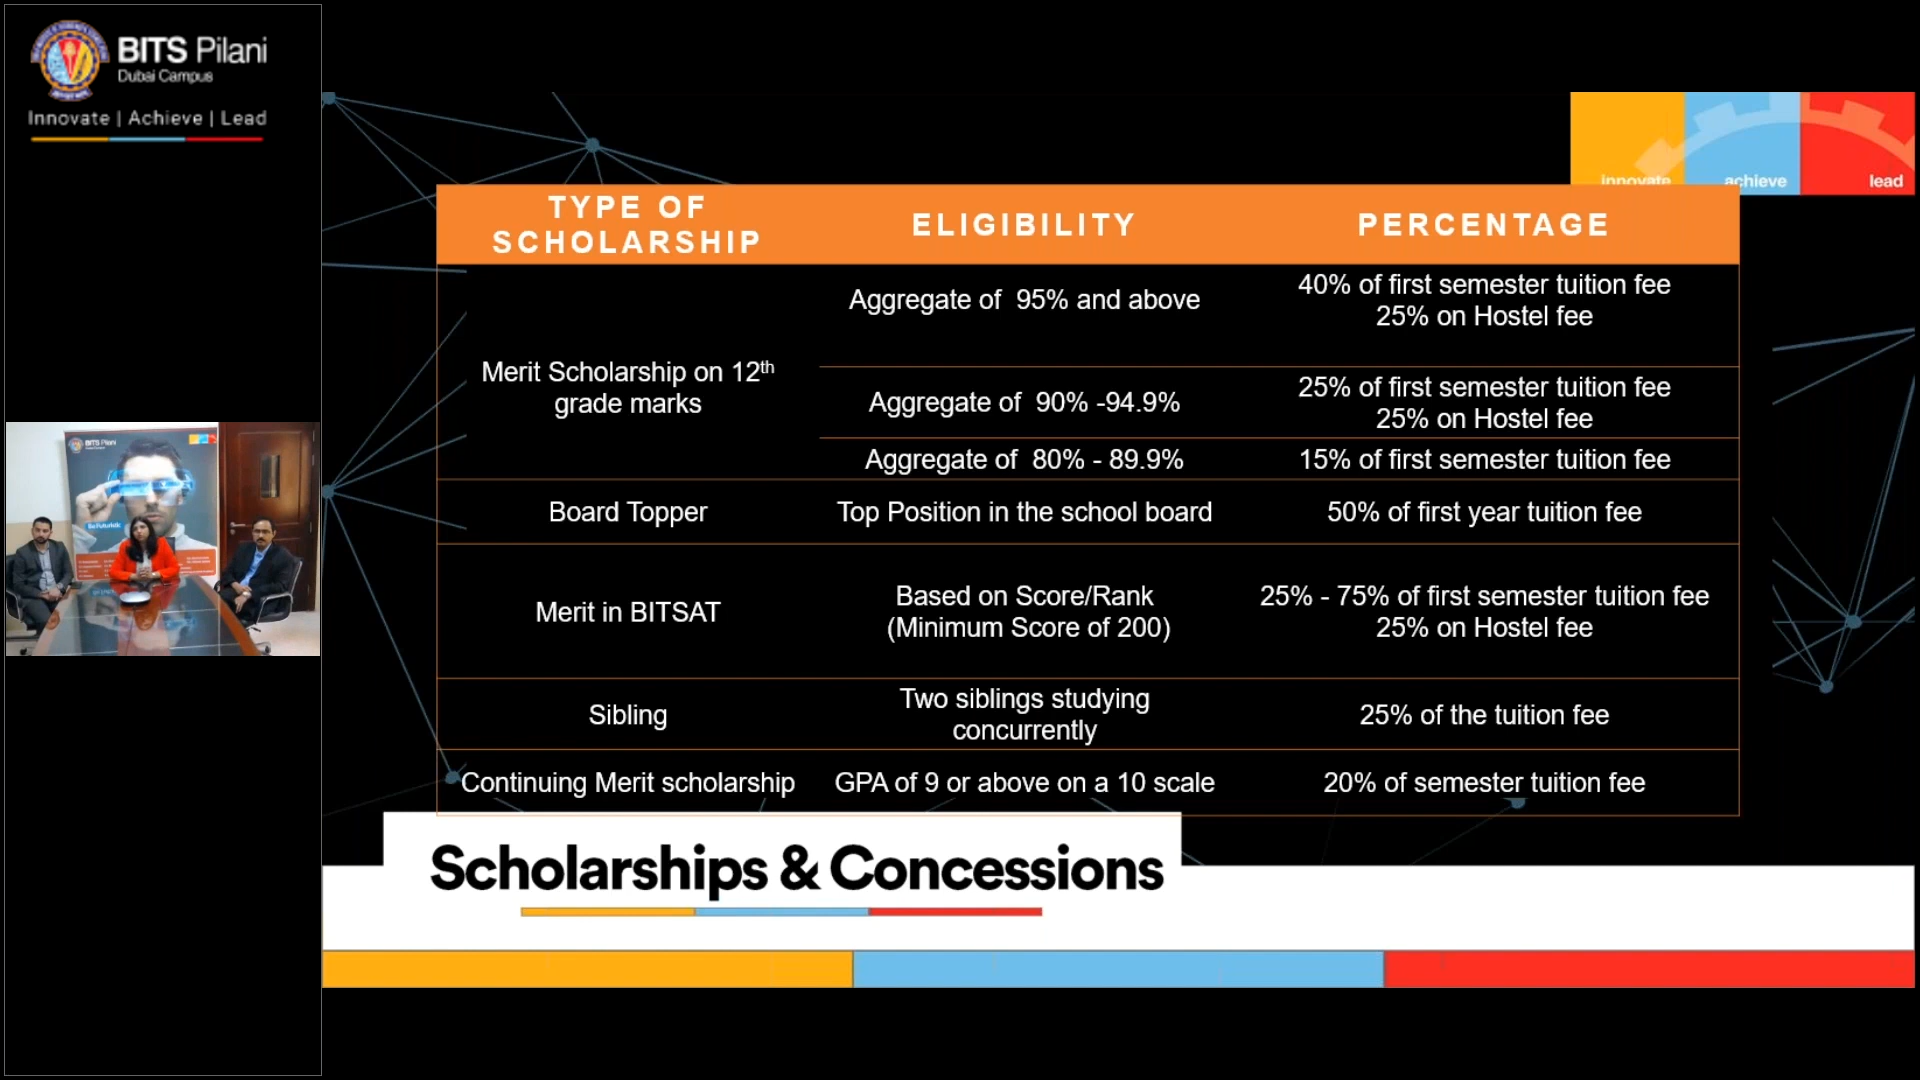 BITS Pilani
Dubai Campus
Innovate | Achieve | Lead
innovate
achieve
lead
TYPE OF
SCHOLARSHIP
ELIGIBILITY
PERCENTAGE
Merit Scholarship on 12th
grade marks
Aggregate of 95% and above
40% of first semester tuition fee
25% on Hostel fee
Aggregate of 90% -94.9%
25% of first semester tuition fee
25% on Hostel fee
Aggregate of 80% - 89.9%
15% of first semester tuition fee
Board Topper
Top Position in the school board
50% of first year tuition fee
Merit in BITSAT
Based on Score/Rank
(Minimum Score of 200)
25% - 75% of first semester tuition fee
25% on Hostel fee
Sibling
Two siblings studying
concurrently
25% of the tuition fee
Continuing Merit scholarship
GPA of 9 or above on a 10 scale
20% of semester tuition fee
Scholarships & Concessions
BITS Pilani
Be Futuristic